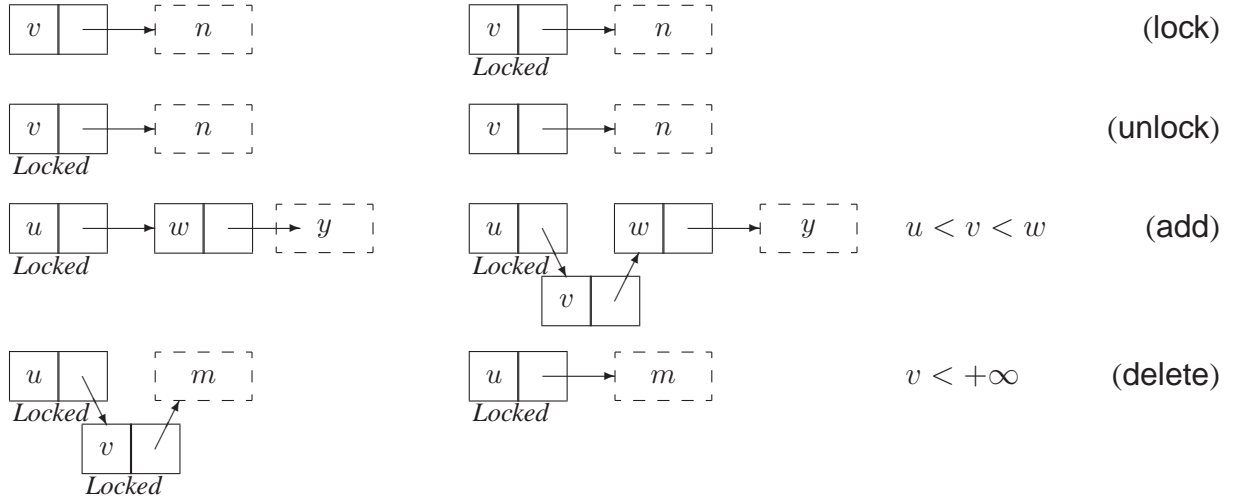 v n v n (lock)
Locked
v n v n (unlock)
Locked
u w y u w y u < v < w (add)
Locked Locked
v
u m u m v < +∞ (delete)
Locked Locked
v
Locked